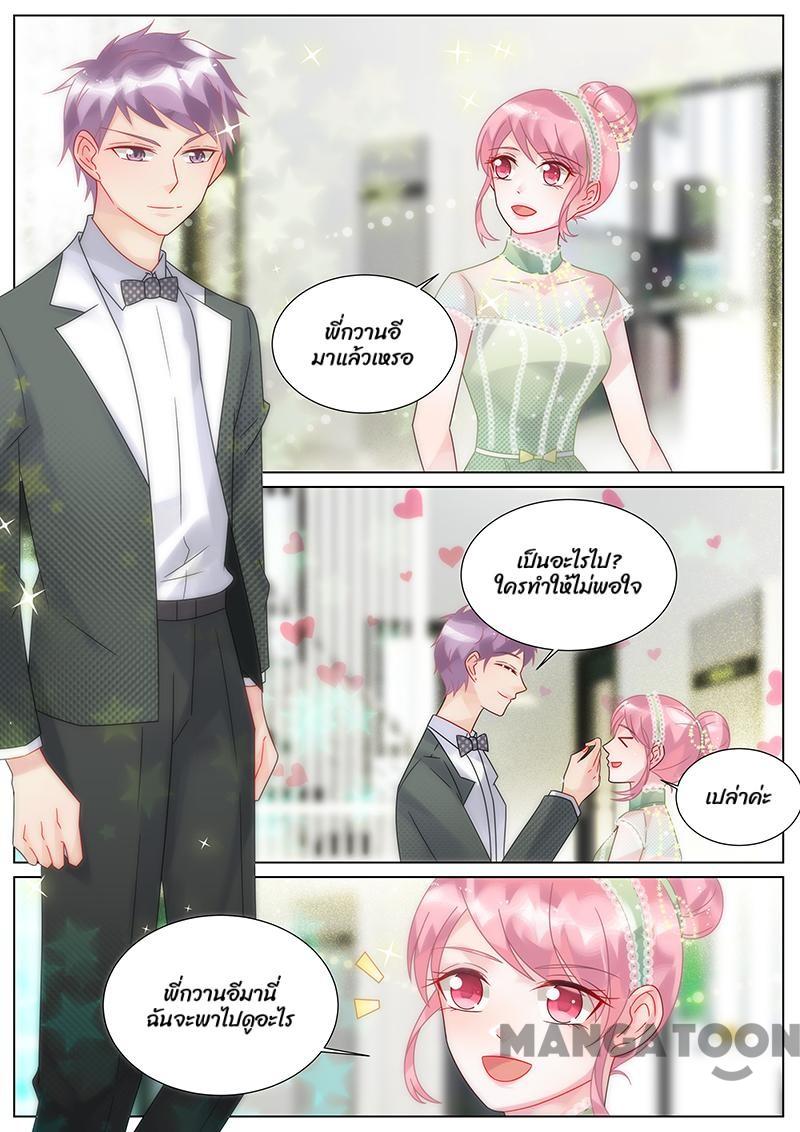 พี่กวานอี
มาแล้วเหรอ
เป็นอะไรไป?
ใครทำให้ไม่พอใจ
เปล่าค่ะ
พี่กวานอีมานี่
ฉันจะพาไปดูอะไร
MANGATOON